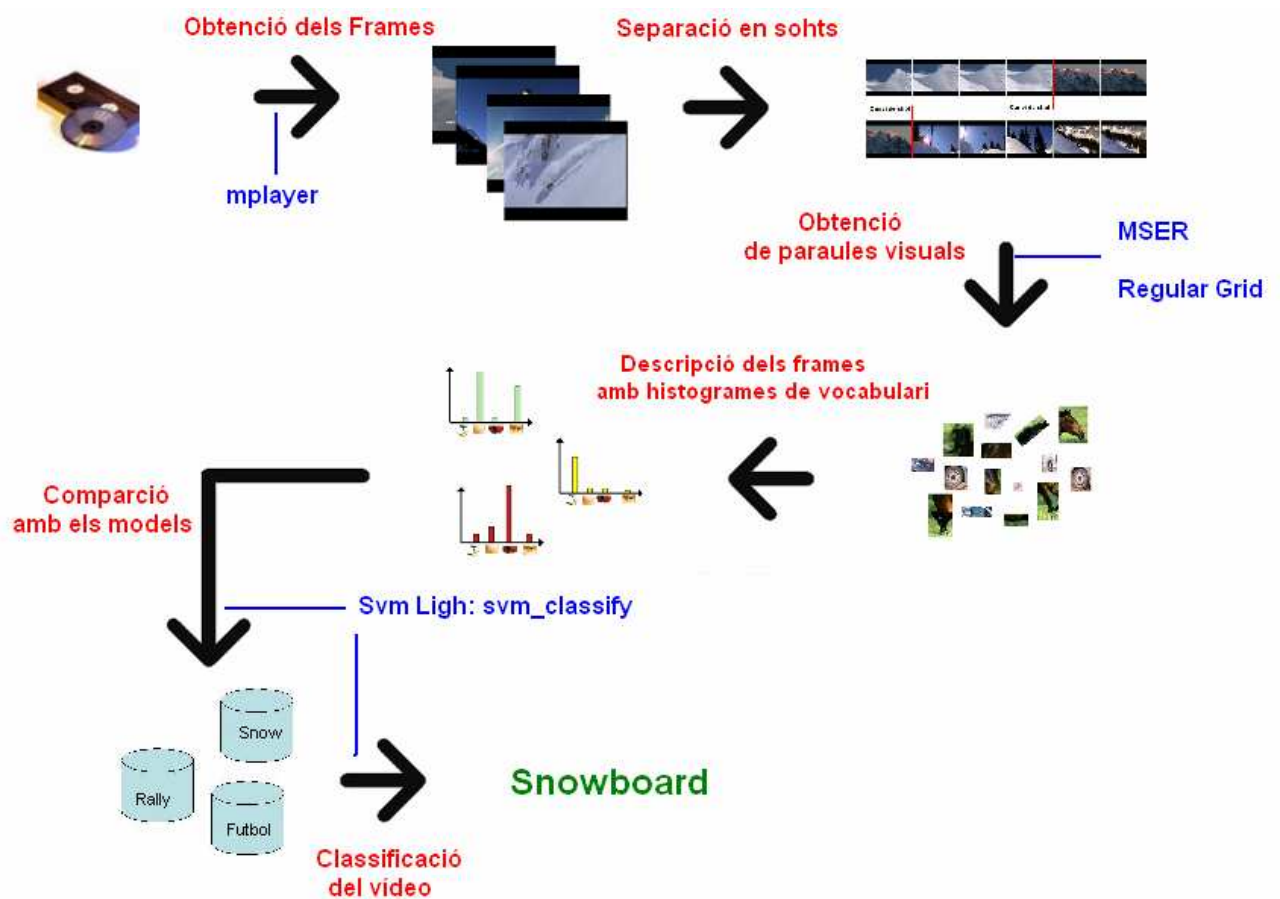 Obtenció dels Frames
Separació en sohts
mplayer
Obtenció
de paraules visuals
MSER
Regular Grid
Descripció dels frames
amb histogrames de vocabulari
Comparció
amb els models
Svm Ligh: svm_classify
Snow
Rally
Futbol
Snowboard
Classificació
del vídeo